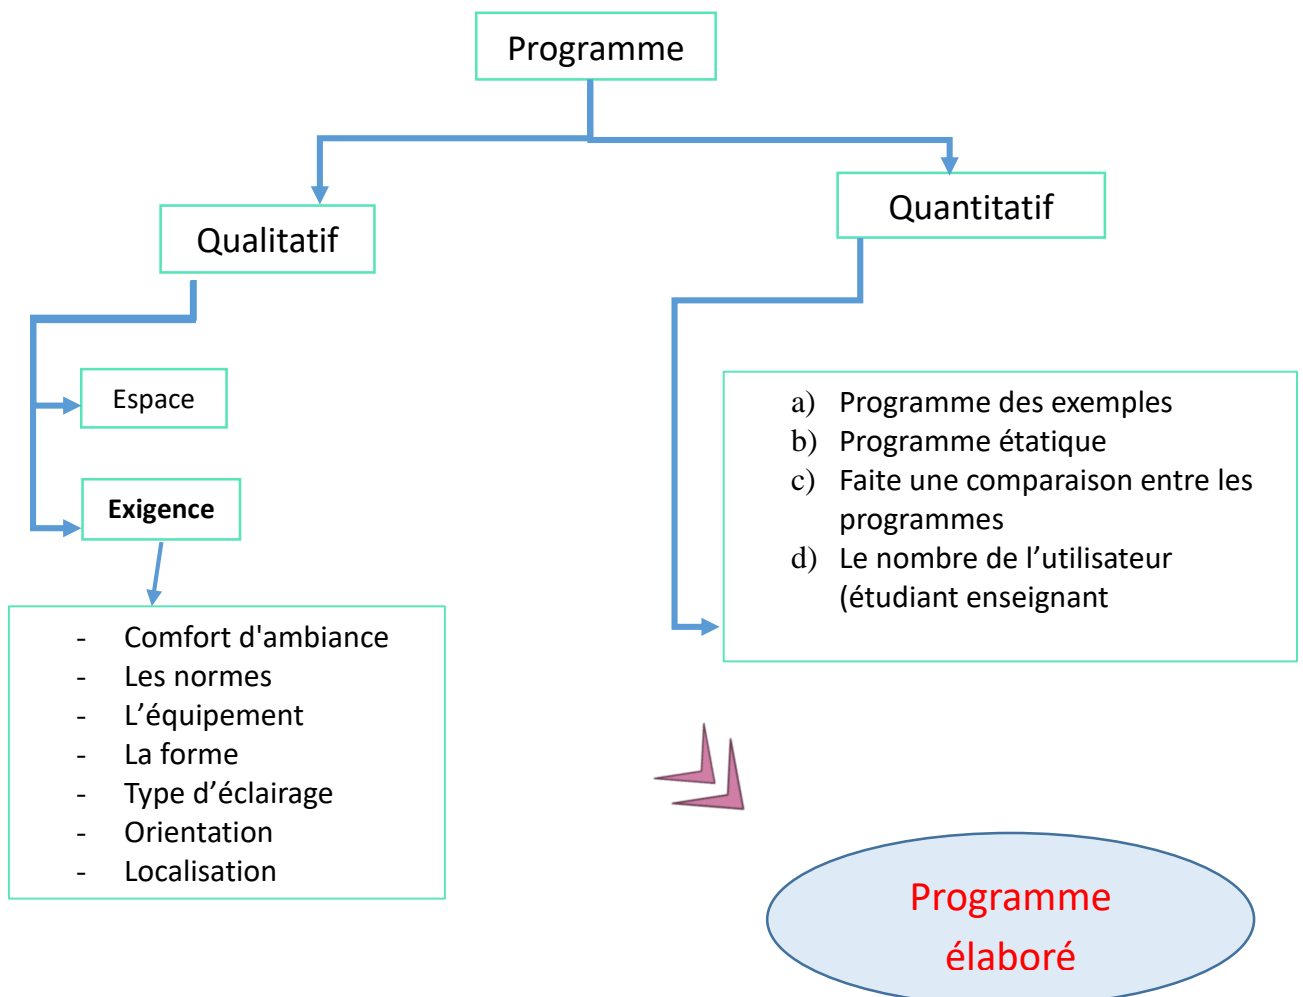 Programme
Qualitatif
Quantitatif
Espace
Exigence
- Comfort d'ambiance
- Les normes
- L’équipement
- La forme
- Type d’éclairage
- Orientation
- Localisation
a) Programme des exemples
b) Programme étatique
c) Faite une comparaison entre les
programmes
d) Le nombre de l’utilisateur
(étudiant enseignant
Programme
élaboré